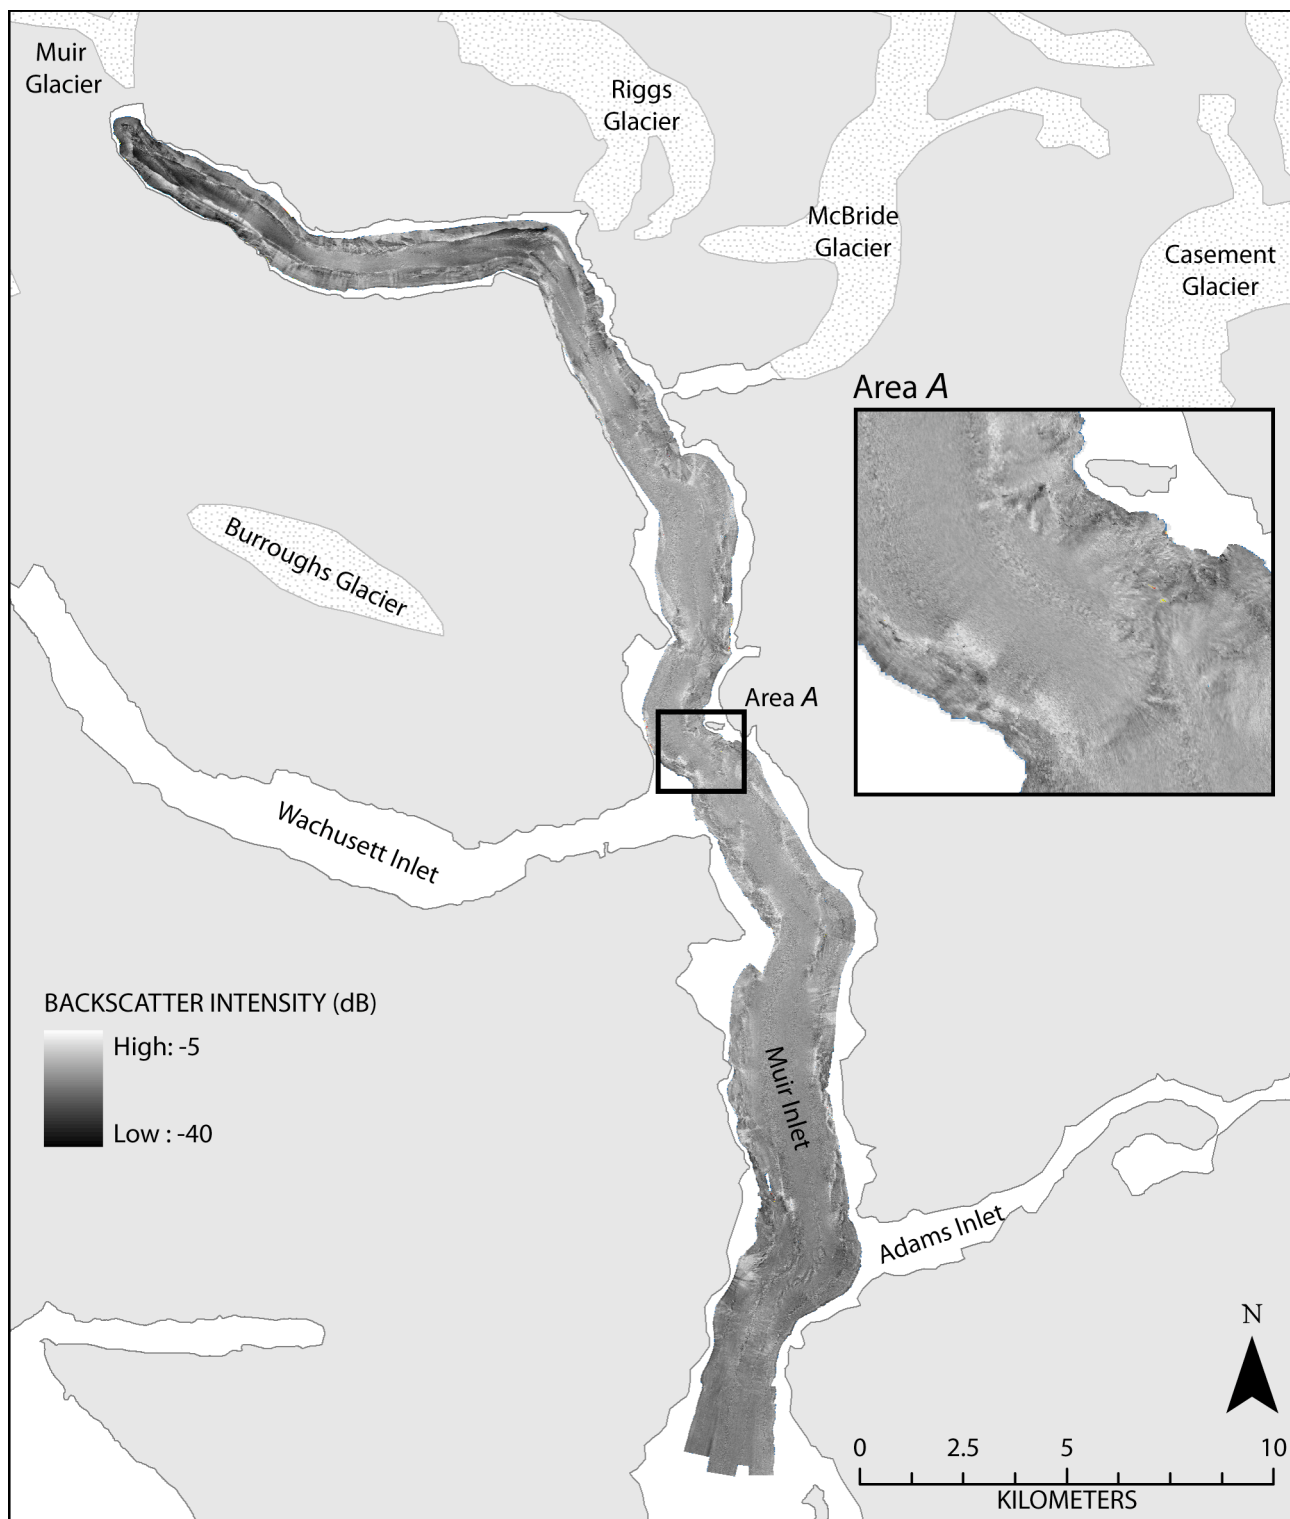 Muir
Glacier
Riggs
Glacier
McBride
Glacier
Casement
Glacier
Area A
Burroughs Glacier
Area A
Wachusett Inlet
BACKSCATTER INTENSITY (dB)
High: -5
Low : -40
Muir Inlet
Adams Inlet
N
0 2.5 5 10
KILOMETERS